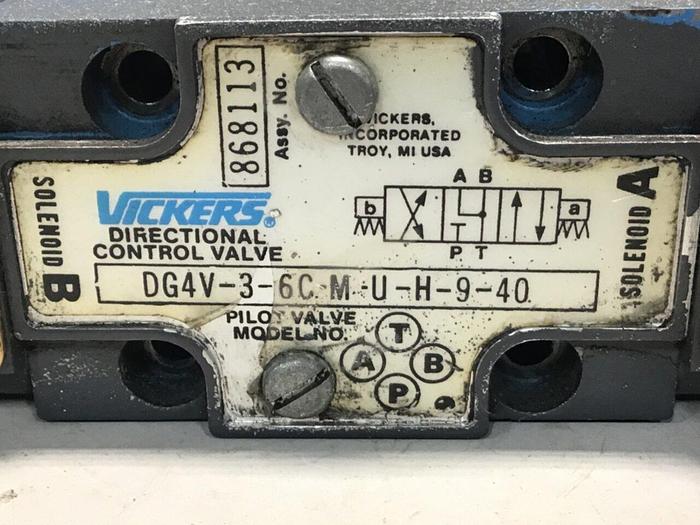 868113
Assy. No.
VICKERS,
INCORPORATED
TROY, MI USA
SOLENOID B
VICKERS®
DIRECTIONAL
CONTROL VALVE
A B
b
a
T
P T
SOLENOID A
DG4V-3-6C-M-U-H-9-40
PILOT VALVE
MODEL NO.
T
A
B
P